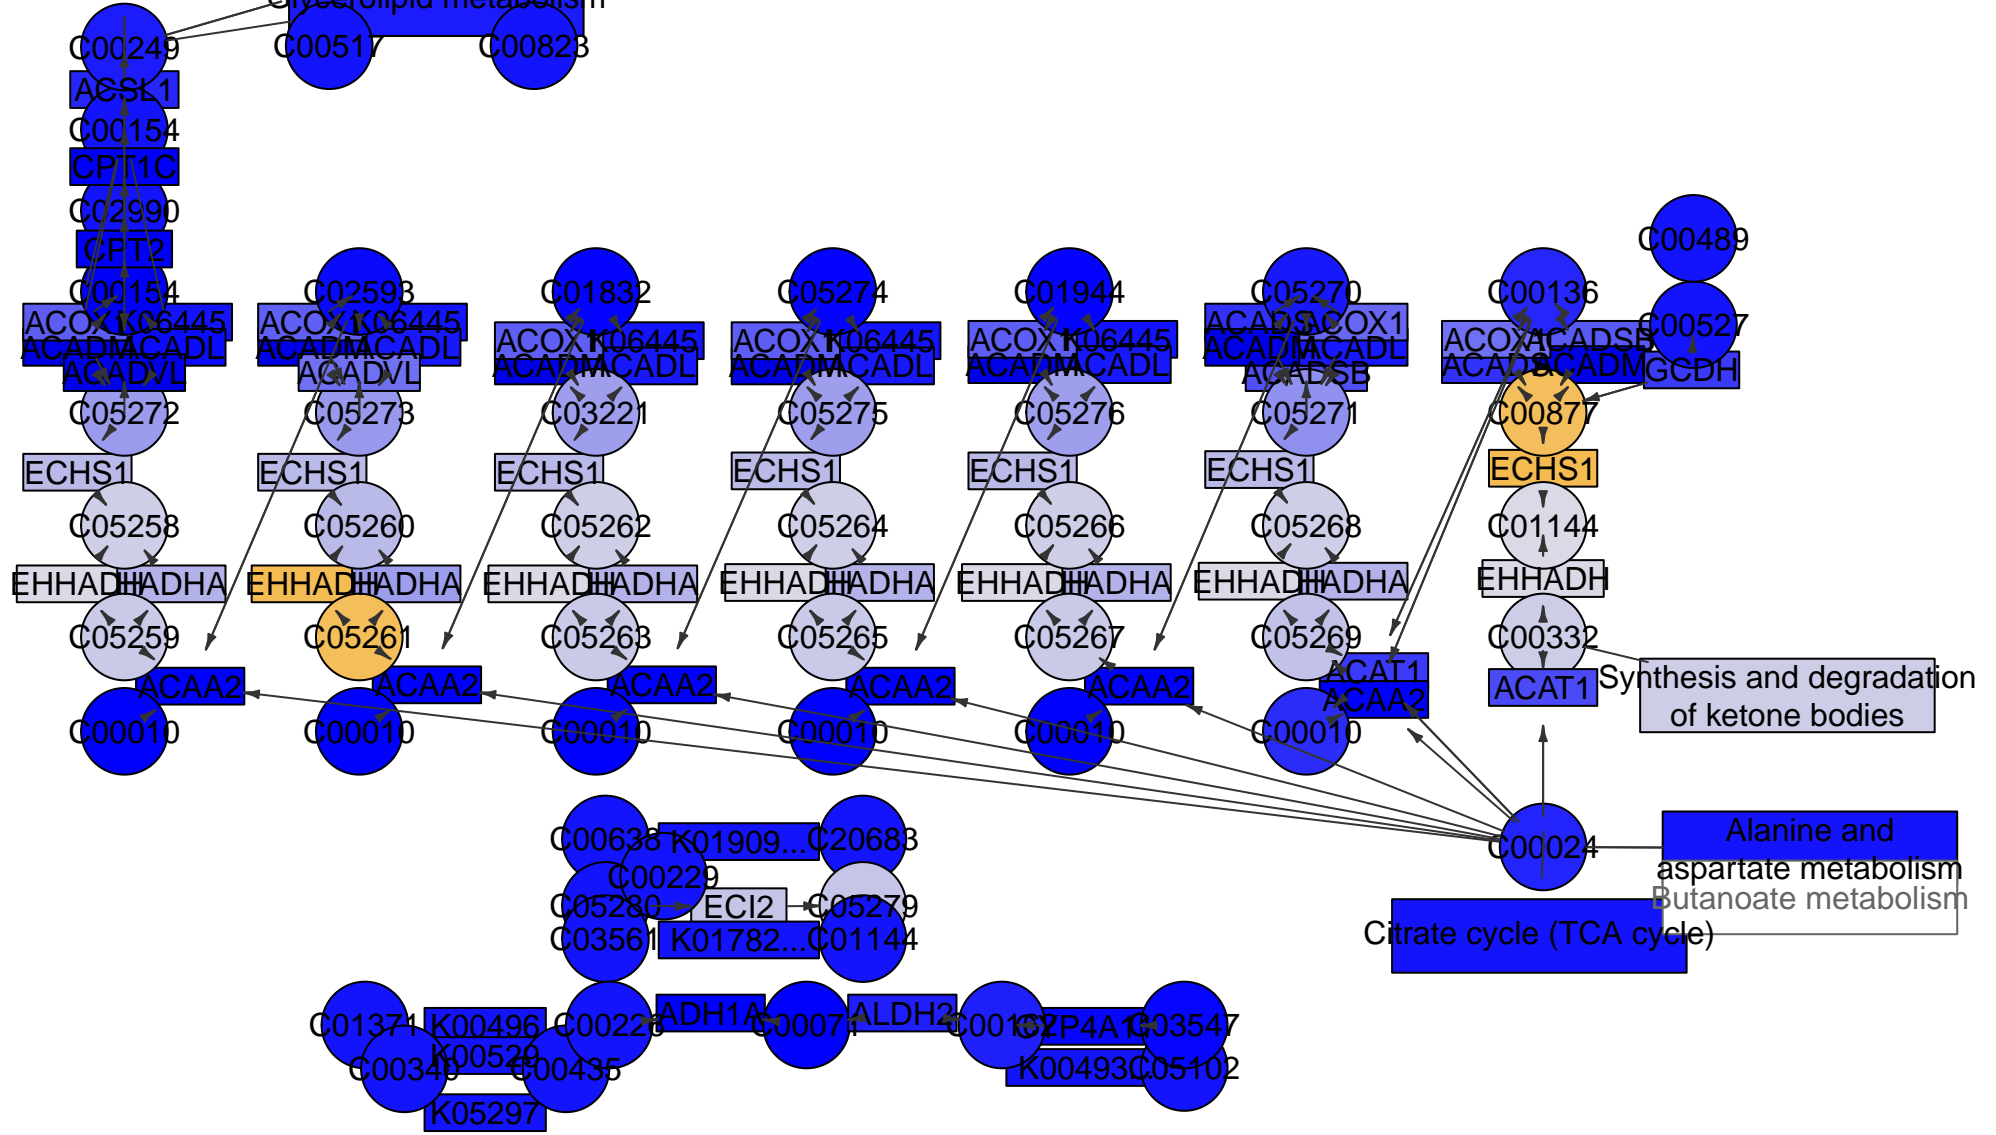 Glycerolipid metabolism
C00249
C00517
C00823
ACSL1
C00154
CPT1C
C02990
CPT2
C00489
C00154
C02593
C01832
C05274
C01944
C05270
C00136
C00527
ACOX1 K06445
ACADM ACADL
ACADVL
ACOX1 K06445
ACADM ACADL
ACADVL
ACOX1 K06445
ACADM ACADL
ACOX1 K06445
ACADM ACADL
ACOX1 K06445
ACADM ACADL
ACADS ACOX1
ACADM ACADL
ACADSB
ACOX1 ACADSB
ACADS ACADM
GCDH
C05272
C05273
C03221
C05275
C05276
C05271
C00877
ECHS1
ECHS1
ECHS1
ECHS1
ECHS1
ECHS1
ECHS1
C05258
C05260
C05262
C05264
C05266
C05268
C01144
EHHADH HADHA
EHHADH HADHA
EHHADH HADHA
EHHADH HADHA
EHHADH HADHA
EHHADH HADHA
EHHADH
C05259
C05261
C05263
C05265
C05267
C05269
C00332
ACAA2
ACAA2
ACAA2
ACAA2
ACAA2
ACAT1
ACAA2
ACAT1
Synthesis and degradation
of ketone bodies
C00010
C00010
C00010
C00010
C00010
C00010
C00638
K01909...
C20683
C00229
C05280
ECI2
C05279
C03561
K01782...
C01144
C00024
Alanine and
aspartate metabolism
Butanoate metabolism
Citrate cycle (TCA cycle)
C01371
K00496
C00226
ADH1A
C00071
ALDH2
C00162
C03547
C00340
K00529
C00435
K00493...
C05102
K05297